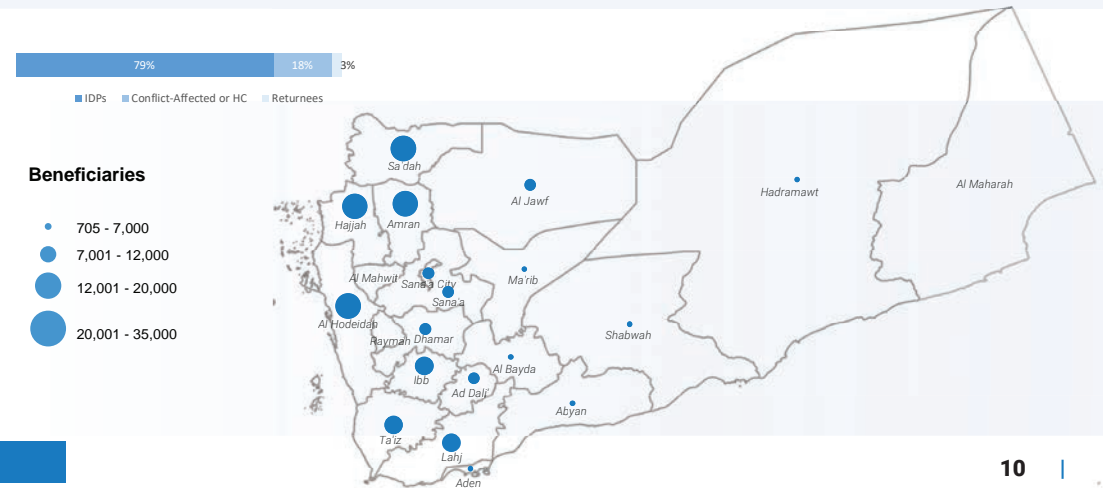 79% 18% 3%
IDPs Conflict-Affected or HC Returnees
Beneficiaries
705 - 7,000
7,001 - 12,000
12,001 - 20,000
20,001 - 35,000
Sa'dah
Al Jawf
Hadramawt
Al Maharah
Hajjah
Amran
Al Mahwit
Sana'a City
Ma'rib
Sana'a
Al Hodeidah
Raymah
Dhamar
Shabwah
Ibb
Al Bayda
Ad Dali'
Abyan
Ta'iz
Lahj
Aden
10 |